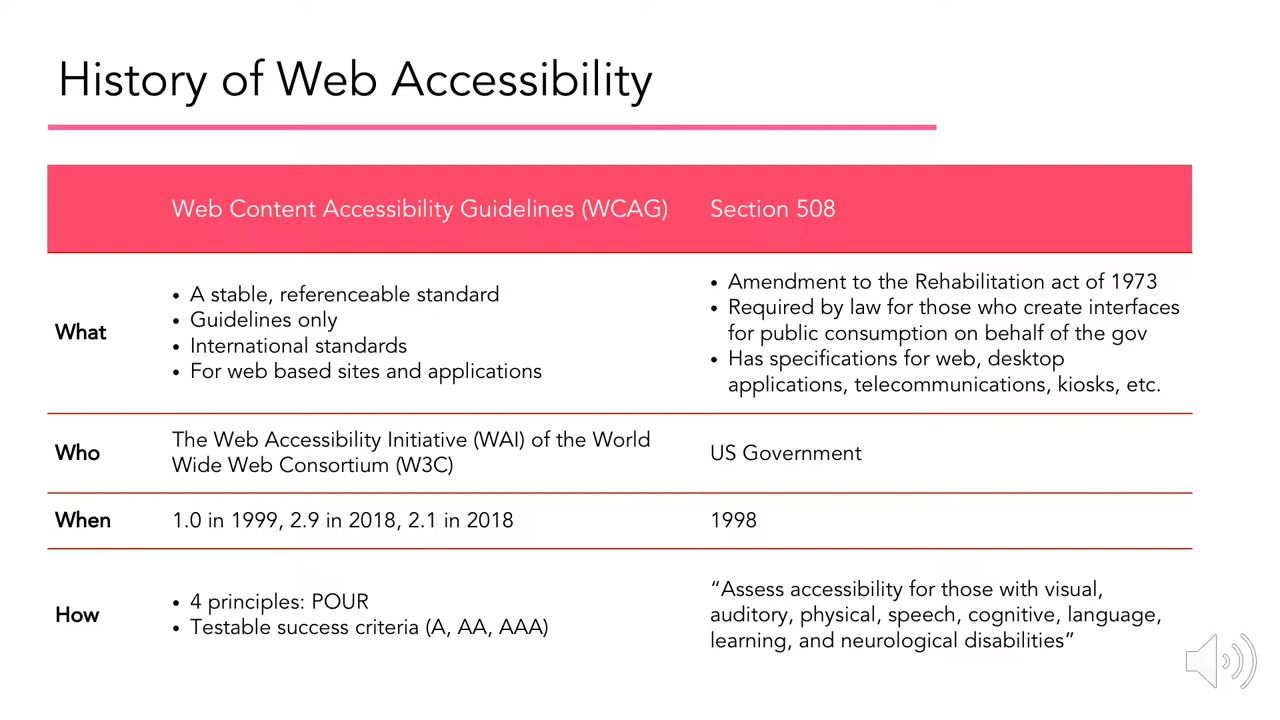 History of Web Accessibility
Web Content Accessibility Guidelines (WCAG)
Section 508
What
• A stable, referenceable standard
• Guidelines only
• International standards
• For web based sites and applications
• Amendment to the Rehabilitation act of 1973
• Required by law for those who create interfaces
for public consumption on behalf of the gov
• Has specifications for web, desktop
applications, telecommunications, kiosks, etc.
Who
The Web Accessibility Initiative (WAI) of the World
Wide Web Consortium (W3C)
US Government
When
1.0 in 1999, 2.9 in 2018, 2.1 in 2018
1998
How
• 4 principles: POUR
• Testable success criteria (A, AA, AAA)
“Assess accessibility for those with visual,
auditory, physical, speech, cognitive, language,
learning, and neurological disabilities”